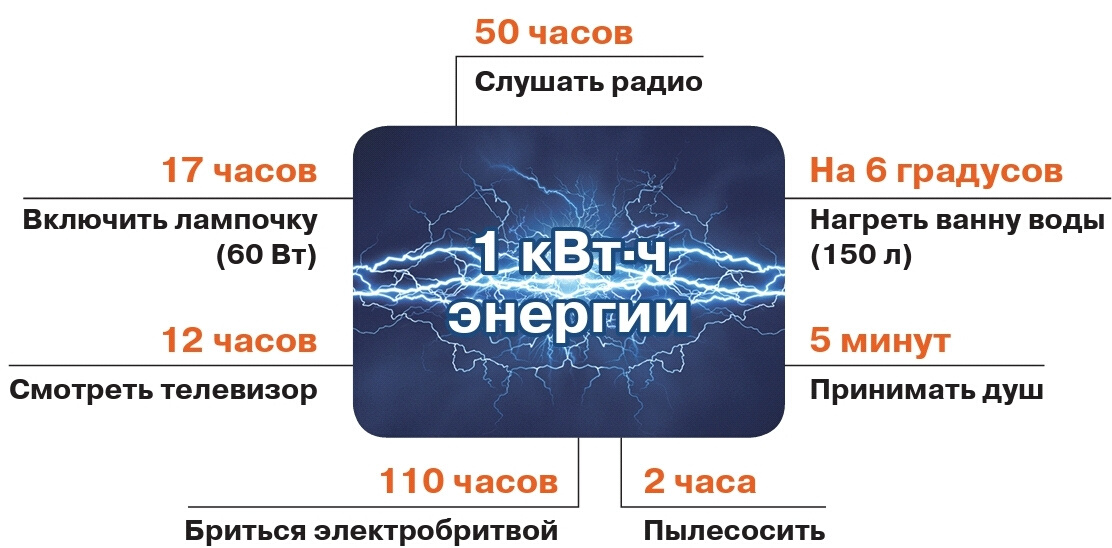 50 часов
Слушать радио
17 часов
Включить лампочку
(60 Вт)
На 6 градусов
Нагреть ванну воды
(150 л)
1 кВт·ч
энергии
12 часов
Смотреть телевизор
5 минут
Принимать душ
110 часов
Бриться электробритвой
2 часа
Пылесосить